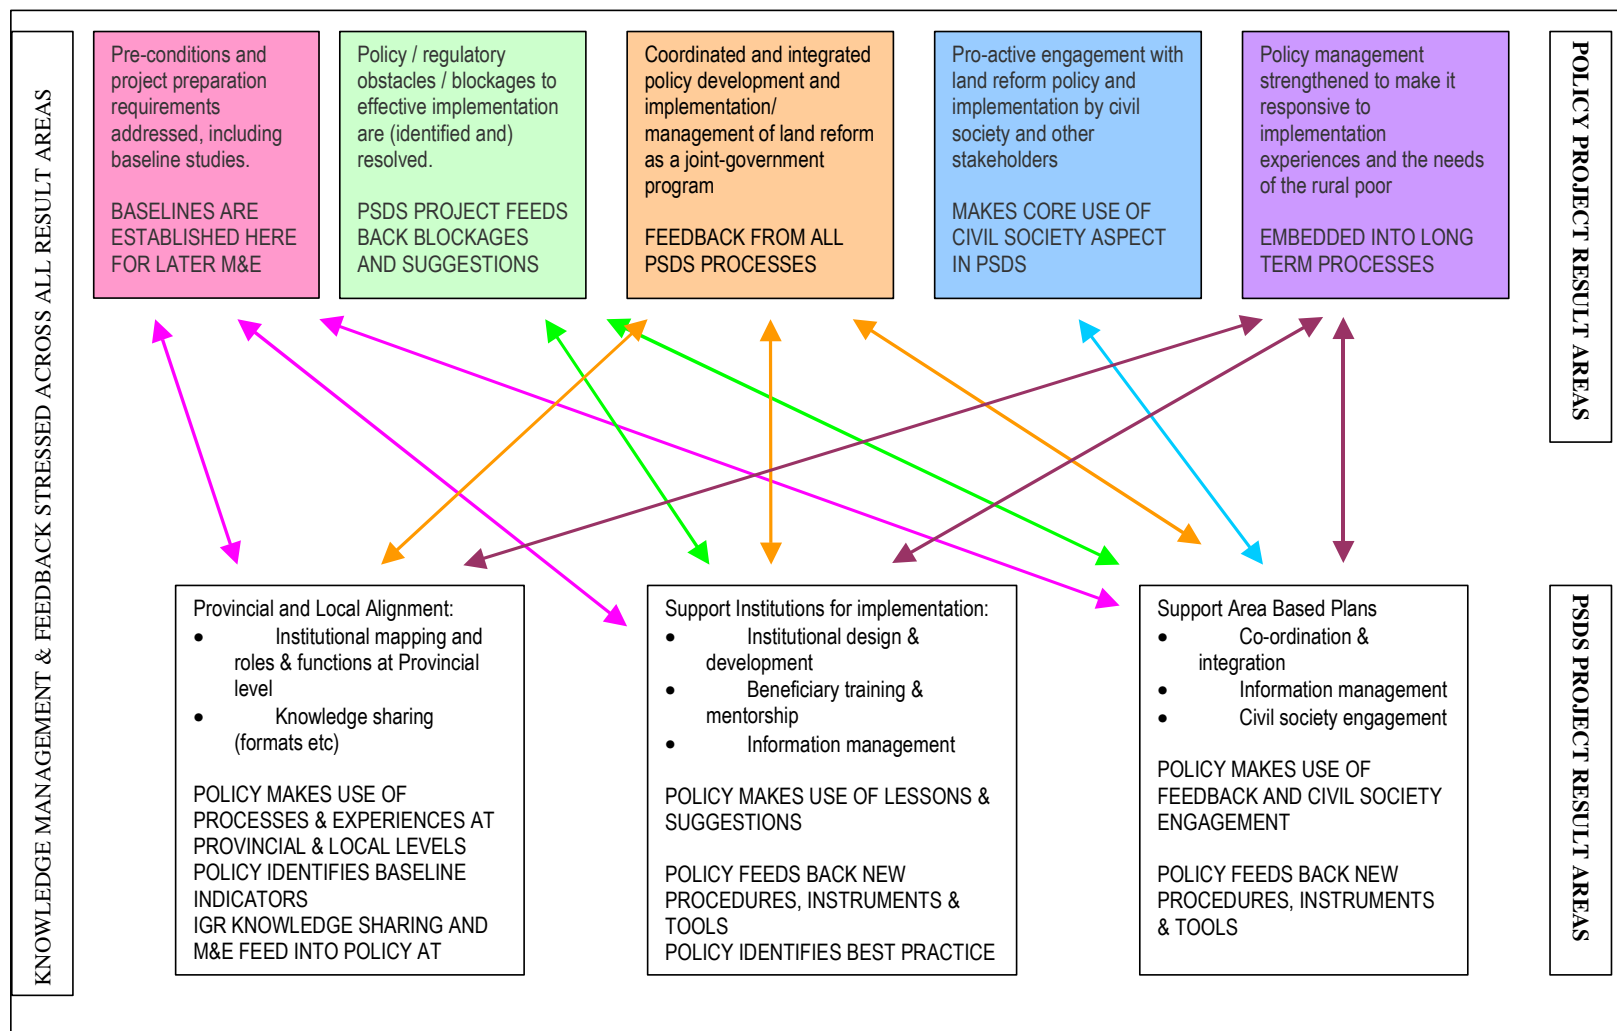 KNOWLEDGE MANAGEMENT & FEEDBACK STRESSED ACROSS ALL RESULT AREAS
Pre-conditions and
project preparation
requirements
addressed, including
baseline studies.
BASELINES ARE
ESTABLISHED HERE
FOR LATER M&E
Policy / regulatory
obstacles / blockages to
effective implementation
are (identified and)
resolved.
PSDS PROJECT FEEDS
BACK BLOCKAGES
AND SUGGESTIONS
Coordinated and integrated
policy development and
implementation/
management of land reform
as a joint-government
program
FEEDBACK FROM ALL
PSDS PROCESSES
Pro-active engagement with
land reform policy and
implementation by civil
society and other
stakeholders
MAKES CORE USE OF
CIVIL SOCIETY ASPECT
IN PSDS
Policy management
strengthened to make it
responsive to
implementation
experiences and the needs
of the rural poor
EMBEDDED INTO LONG
TERM PROCESSES
POLICY PROJECT RESULT AREAS
Provincial and Local Alignment:
• Institutional mapping and
roles & functions at Provincial
level
• Knowledge sharing
(formats etc)
POLICY MAKES USE OF
PROCESSES & EXPERIENCES AT
PROVINCIAL & LOCAL LEVELS
POLICY IDENTIFIES BASELINE
INDICATORS
IGR KNOWLEDGE SHARING AND
M&E FEED INTO POLICY AT
Support Institutions for implementation:
• Institutional design &
development
• Beneficiary training &
mentorship
• Information management
POLICY MAKES USE OF LESSONS &
SUGGESTIONS
POLICY FEEDS BACK NEW
PROCEDURES, INSTRUMENTS &
TOOLS
POLICY IDENTIFIES BEST PRACTICE
Support Area Based Plans
• Co-ordination &
integration
• Information management
• Civil society engagement
POLICY MAKES USE OF
FEEDBACK AND CIVIL SOCIETY
ENGAGEMENT
POLICY FEEDS BACK NEW
PROCEDURES, INSTRUMENTS
& TOOLS
PSDS PROJECT RESULT AREAS